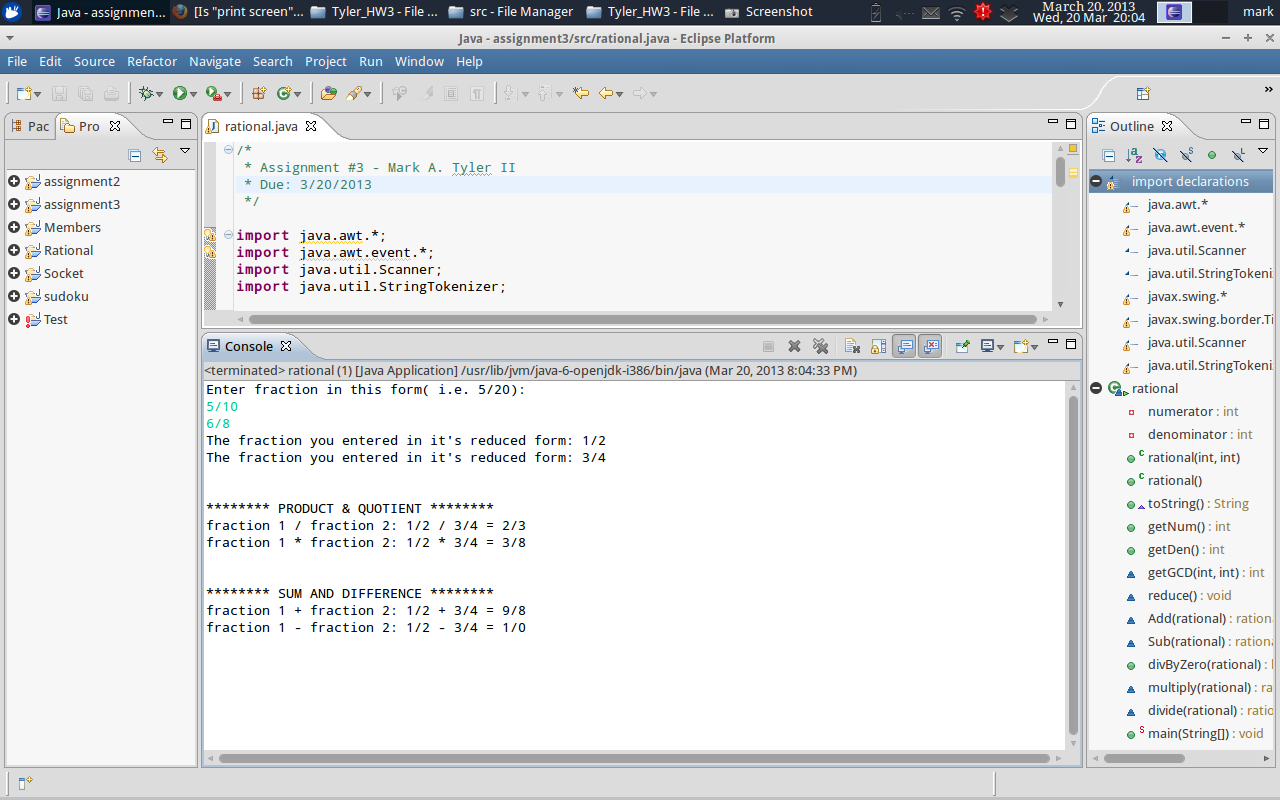 Java - assignmen...
[Is "print screen"...
Tyler_HW3 - File ...
src - File Manager
Tyler_HW3 - File ...
Screenshot
March 20, 2013
Wed, 20 Mar 20:04
mark
Java - assignment3/src/rational.java - Eclipse Platform
File Edit Source Refactor Navigate Search Project Run Window Help
Pac
Pro
assignment2
assignment3
Members
Rational
Socket
sudoku
Test
rational.java
/*
* Assignment #3 - Mark A. Tyler II
* Due: 3/20/2013
*/
import java.awt.*;
import java.awt.event.*;
import java.util.Scanner;
import java.util.StringTokenizer;
Console
<terminated> rational (1) [Java Application] /usr/lib/jvm/java-6-openjdk-i386/bin/java (Mar 20, 2013 8:04:33 PM)
Enter fraction in this form( i.e. 5/20):
5/10
6/8
The fraction you entered in it's reduced form: 1/2
The fraction you entered in it's reduced form: 3/4
******** PRODUCT & QUOTIENT ********
fraction 1 / fraction 2: 1/2 / 3/4 = 2/3
fraction 1 * fraction 2: 1/2 * 3/4 = 3/8
******** SUM AND DIFFERENCE ********
fraction 1 + fraction 2: 1/2 + 3/4 = 9/8
fraction 1 - fraction 2: 1/2 - 3/4 = 1/0
Outline
import declarations
java.awt.*
java.awt.event.*
java.util.Scanner
java.util.StringTokeniz
javax.swing.*
javax.swing.border.Ti
java.util.Scanner
java.util.StringTokeniz
rational
numerator : int
denominator : int
rational(int, int)
rational()
toString() : String
getNum() : int
getDen() : int
getGCD(int, int) : int
reduce() : void
Add(rational) : ration
Sub(rational) : rationa
divByZero(rational) :
multiply(rational) : ra
divide(rational) : ratio
main(String[]) : void